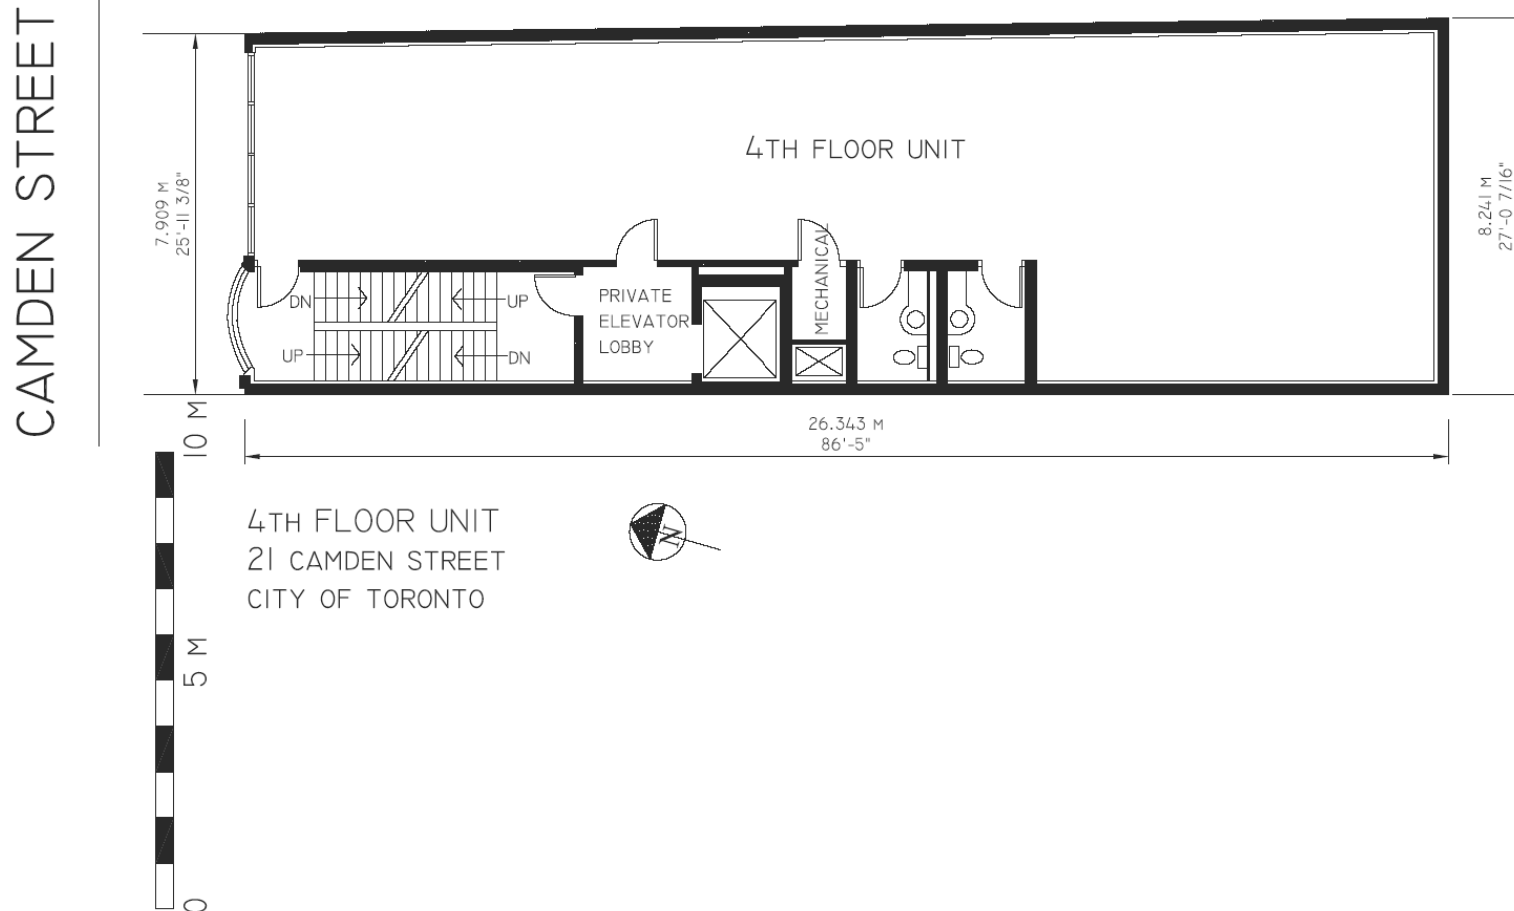 CAMDEN STREET
4TH FLOOR UNIT
7.909 M
25'-11 3/8"
8.241 M
27'-0 7/16"
MECHANICAL
DN
UP
PRIVATE
ELEVATOR
LOBBY
UP
DN
26.343 M
86'-5"
10 M
5 M
0
4TH FLOOR UNIT
21 CAMDEN STREET
CITY OF TORONTO
N